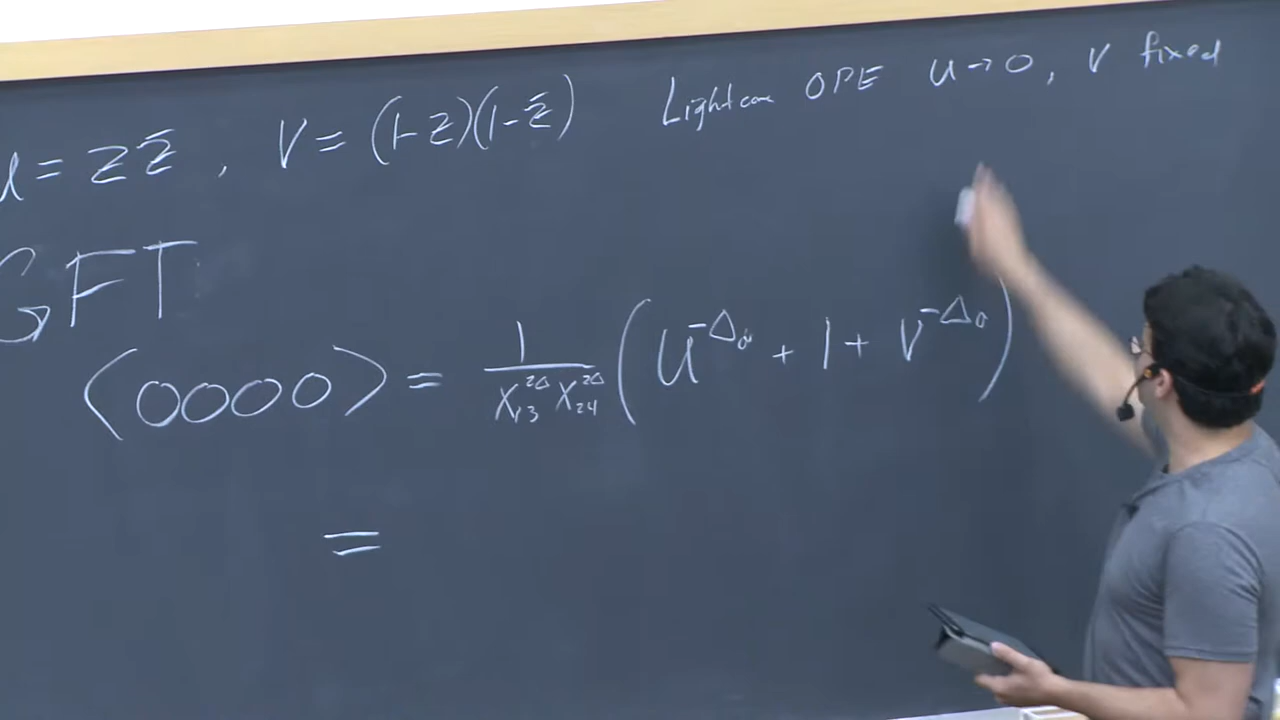 u = z z̄ , v = (1-z)(1-z̄) Lightcone OPE u→0, v fixed
GFT
⟨OOOO⟩ = 1/(x₁₃^{2Δ} x₂₄^{2Δ}) (u^{-Δ₀} + 1 + v^{-Δ₀})
=